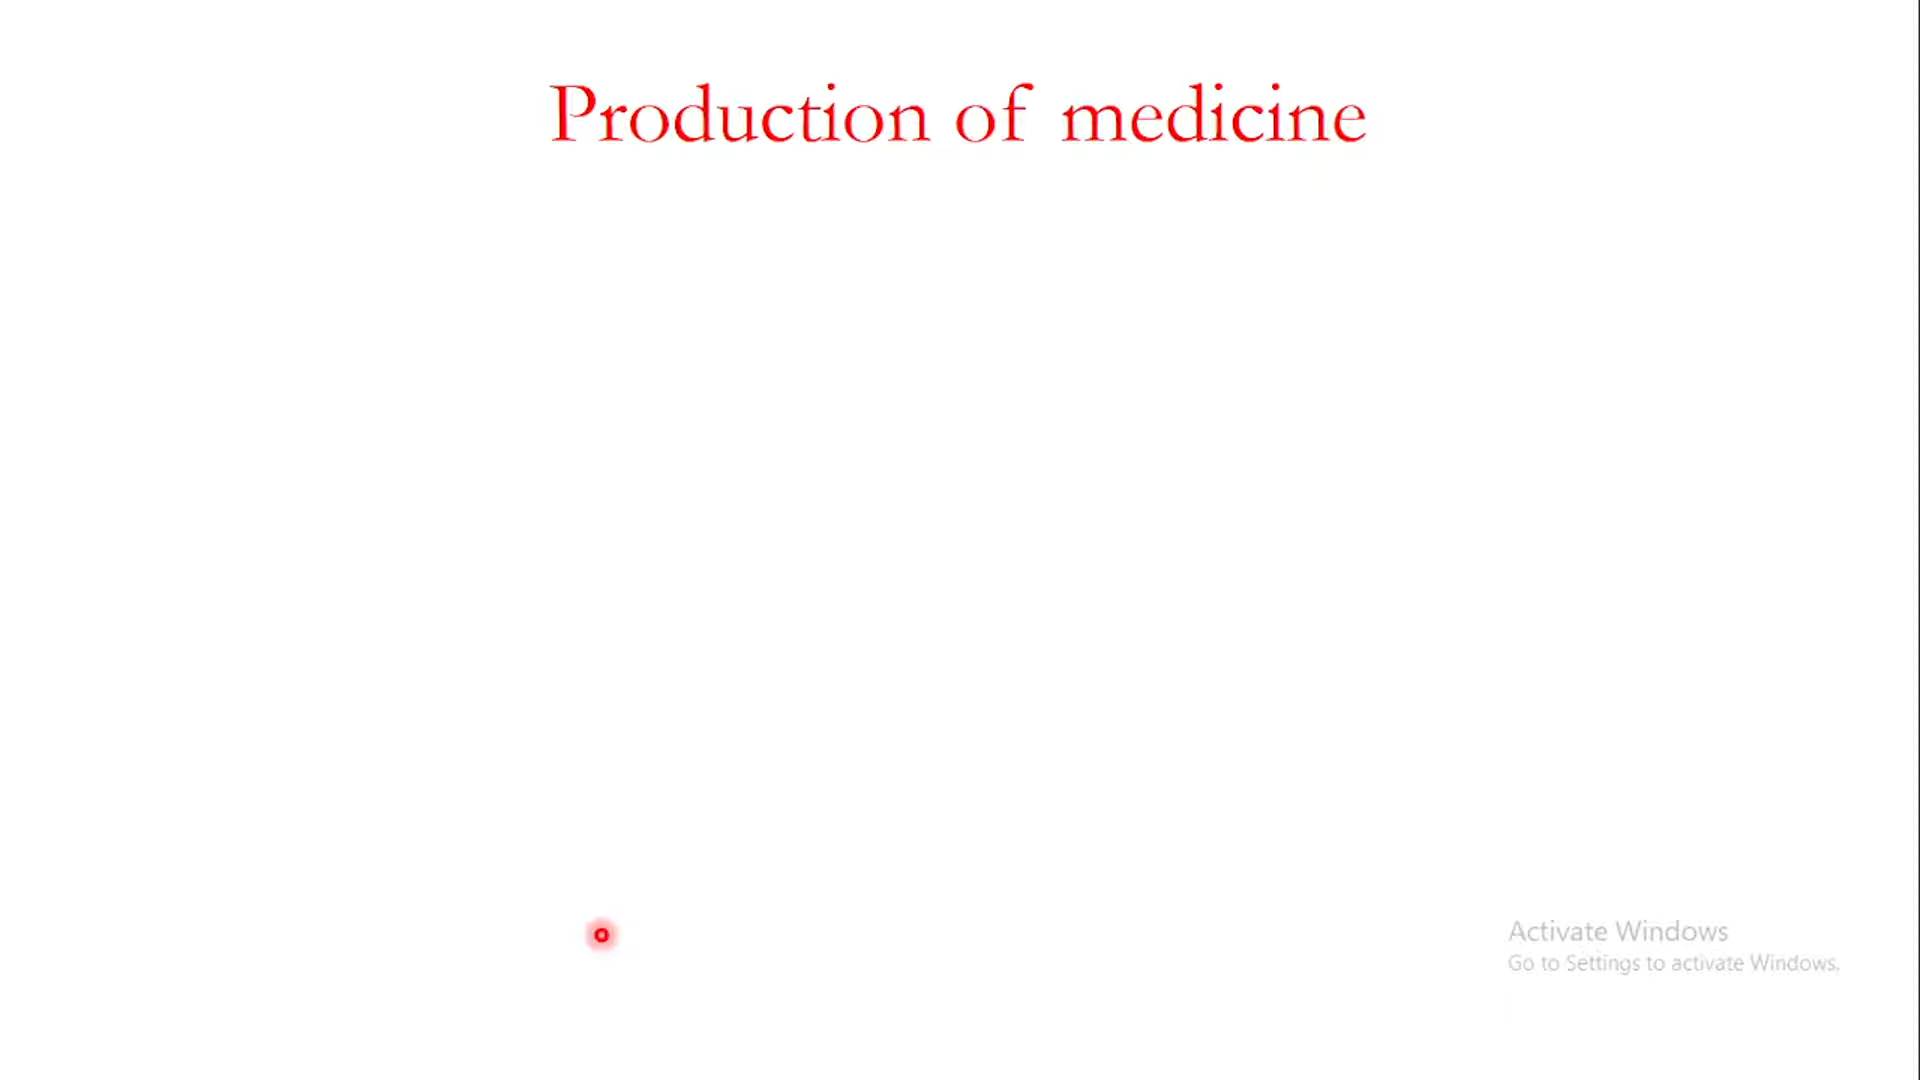 Production of medicine
Activate Windows
Go to Settings to activate Windows.